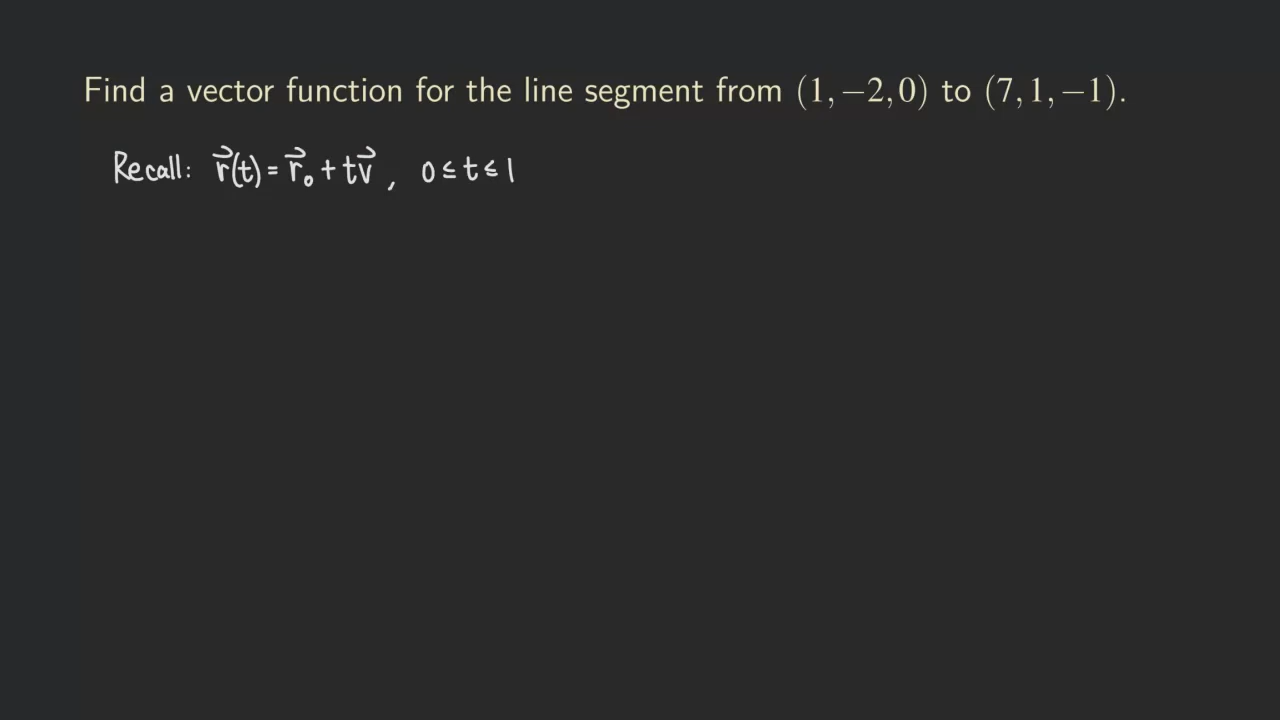 Find a vector function for the line segment from (1, −2, 0) to (7, 1, −1).
Recall: r⃗(t) = r⃗₀ + tv⃗ , 0 ≤ t ≤ 1